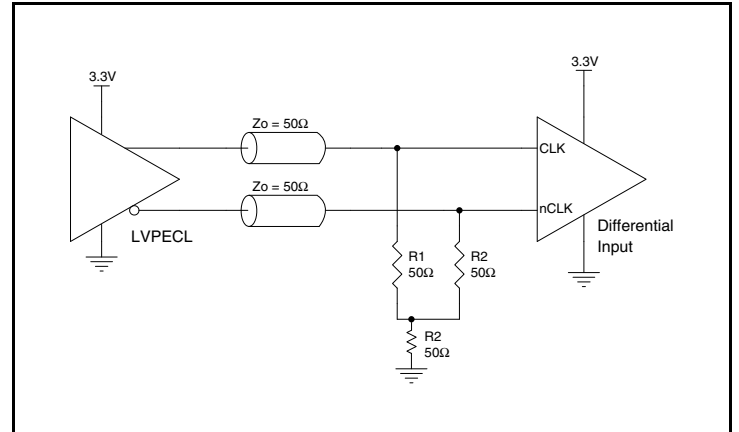 3.3V
3.3V
Zo = 50Ω
CLK
Zo = 50Ω
nCLK
LVPECL
Differential
Input
R1
50Ω
R2
50Ω
R2
50Ω